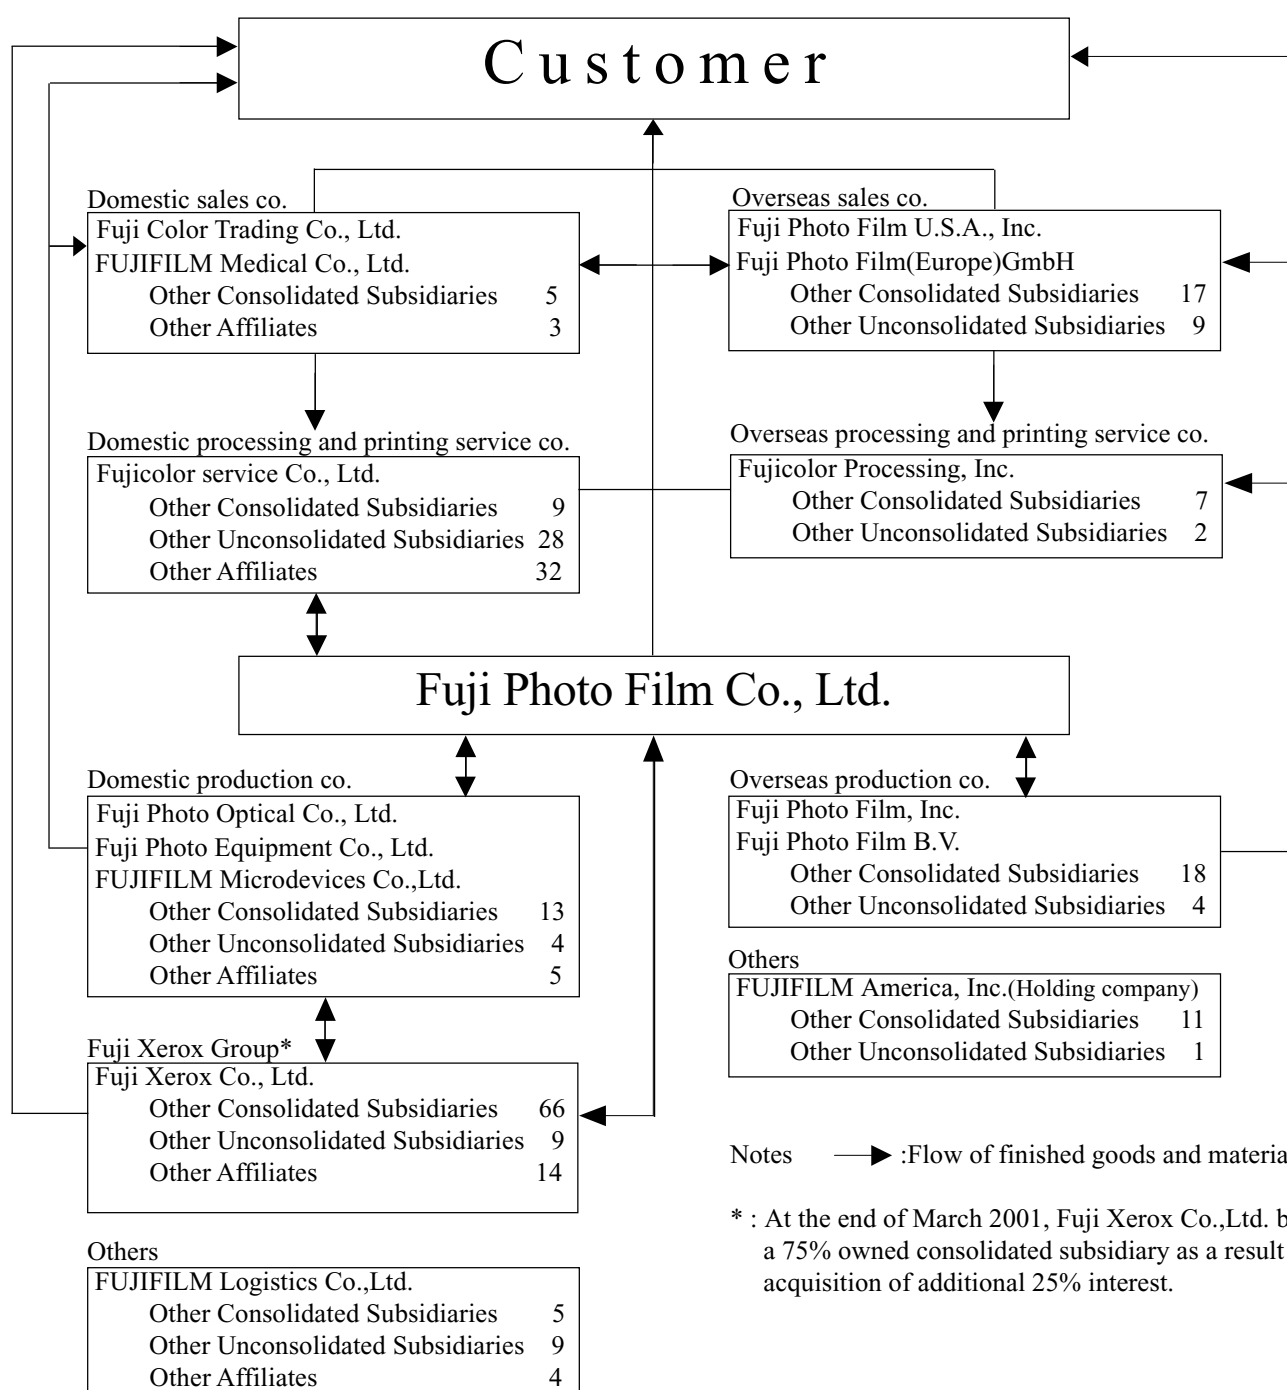 Customer
Domestic sales co.
Fuji Color Trading Co., Ltd.
FUJIFILM Medical Co., Ltd.
Other Consolidated Subsidiaries 5
Other Affiliates 3
Overseas sales co.
Fuji Photo Film U.S.A., Inc.
Fuji Photo Film(Europe)GmbH
Other Consolidated Subsidiaries 17
Other Unconsolidated Subsidiaries 9
Domestic processing and printing service co.
Fujicolor service Co., Ltd.
Other Consolidated Subsidiaries 9
Other Unconsolidated Subsidiaries 28
Other Affiliates 32
Overseas processing and printing service co.
Fujicolor Processing, Inc.
Other Consolidated Subsidiaries 7
Other Unconsolidated Subsidiaries 2
Fuji Photo Film Co., Ltd.
Domestic production co.
Fuji Photo Optical Co., Ltd.
Fuji Photo Equipment Co., Ltd.
FUJIFILM Microdevices Co.,Ltd.
Other Consolidated Subsidiaries 13
Other Unconsolidated Subsidiaries 4
Other Affiliates 5
Overseas production co.
Fuji Photo Film, Inc.
Fuji Photo Film B.V.
Other Consolidated Subsidiaries 18
Other Unconsolidated Subsidiaries 4
Others
FUJIFILM America, Inc.(Holding company)
Other Consolidated Subsidiaries 11
Other Unconsolidated Subsidiaries 1
Fuji Xerox Group*
Fuji Xerox Co., Ltd.
Other Consolidated Subsidiaries 66
Other Unconsolidated Subsidiaries 9
Other Affiliates 14
Notes :Flow of finished goods and materia
* : At the end of March 2001, Fuji Xerox Co.,Ltd. b
a 75% owned consolidated subsidiary as a result
acquisition of additional 25% interest.
Others
FUJIFILM Logistics Co.,Ltd.
Other Consolidated Subsidiaries 5
Other Unconsolidated Subsidiaries 9
Other Affiliates 4